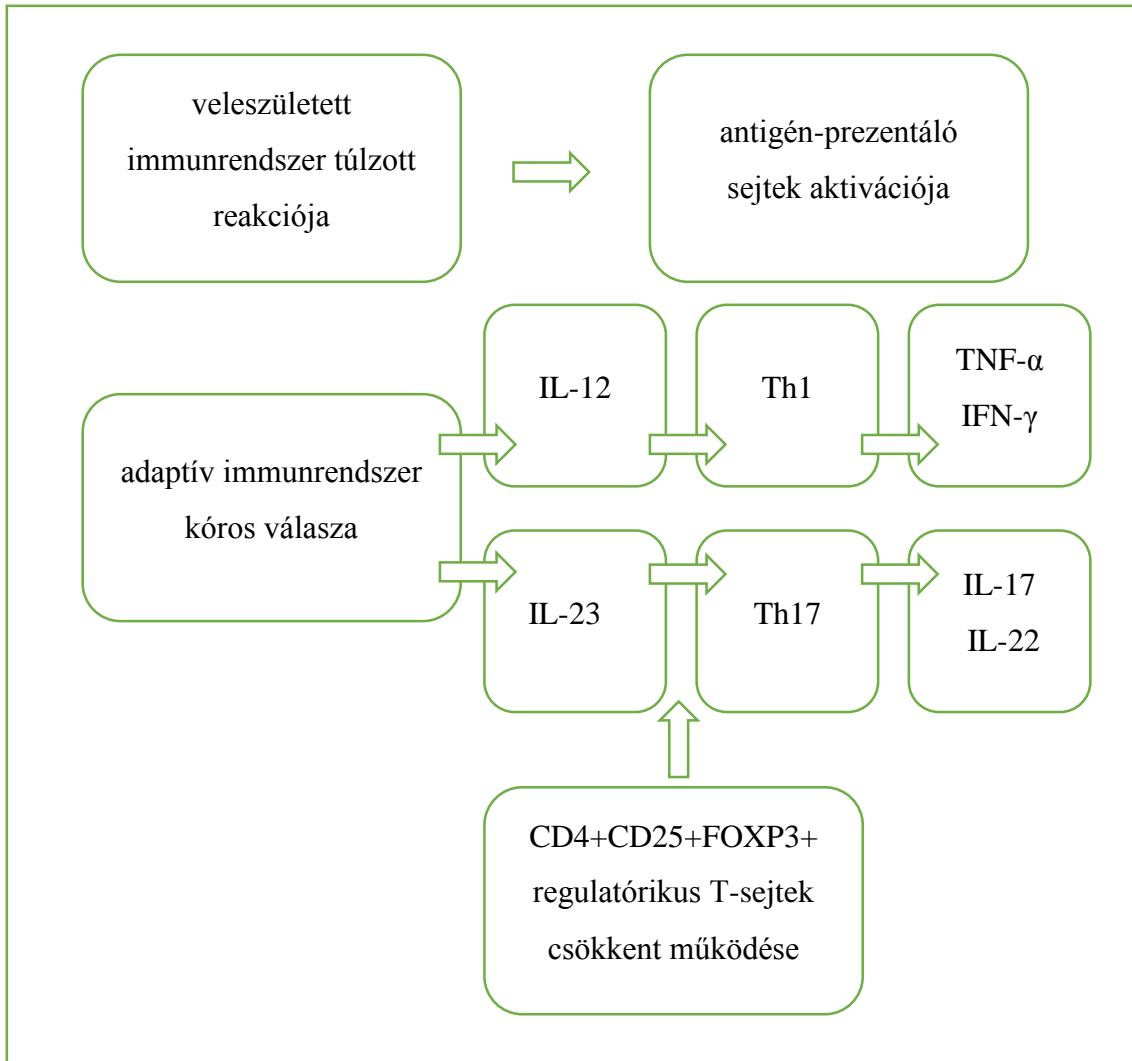 veleszületett
immunrendszer túlzott
reakciója
antigén-prezentáló
sejtek aktivációja
adaptív immunrendszer
kóros válasza
IL-12
Th1
TNF-α
IFN-γ
IL-23
Th17
IL-17
IL-22
CD4+CD25+FOXP3+
regulatórikus T-sejtek
csökkent működése